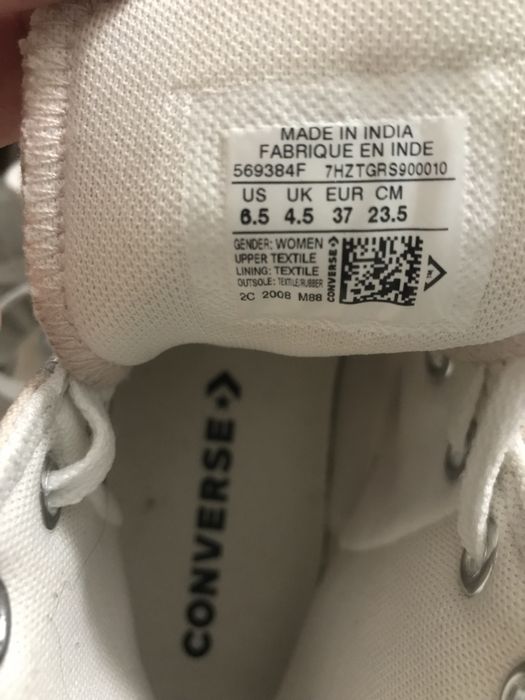 MADE IN INDIA
FABRIQUE EN INDE
569384F 7HZTGRS900010
US UK EUR CM
6.5 4.5 37 23.5
GENDER: WOMEN
UPPER TEXTILE
LINING: TEXTILE
OUTSOLE: TEXTILE/RUBBER
2C 2008 M88
CONVERSE
CONVERSE